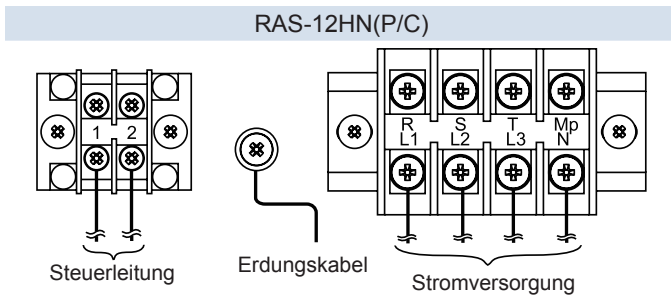 RAS-12HN(P/C)
1 2
R S T Mp
L1 L2 L3 N
Steuerleitung
Erdungskabel
Stromversorgung